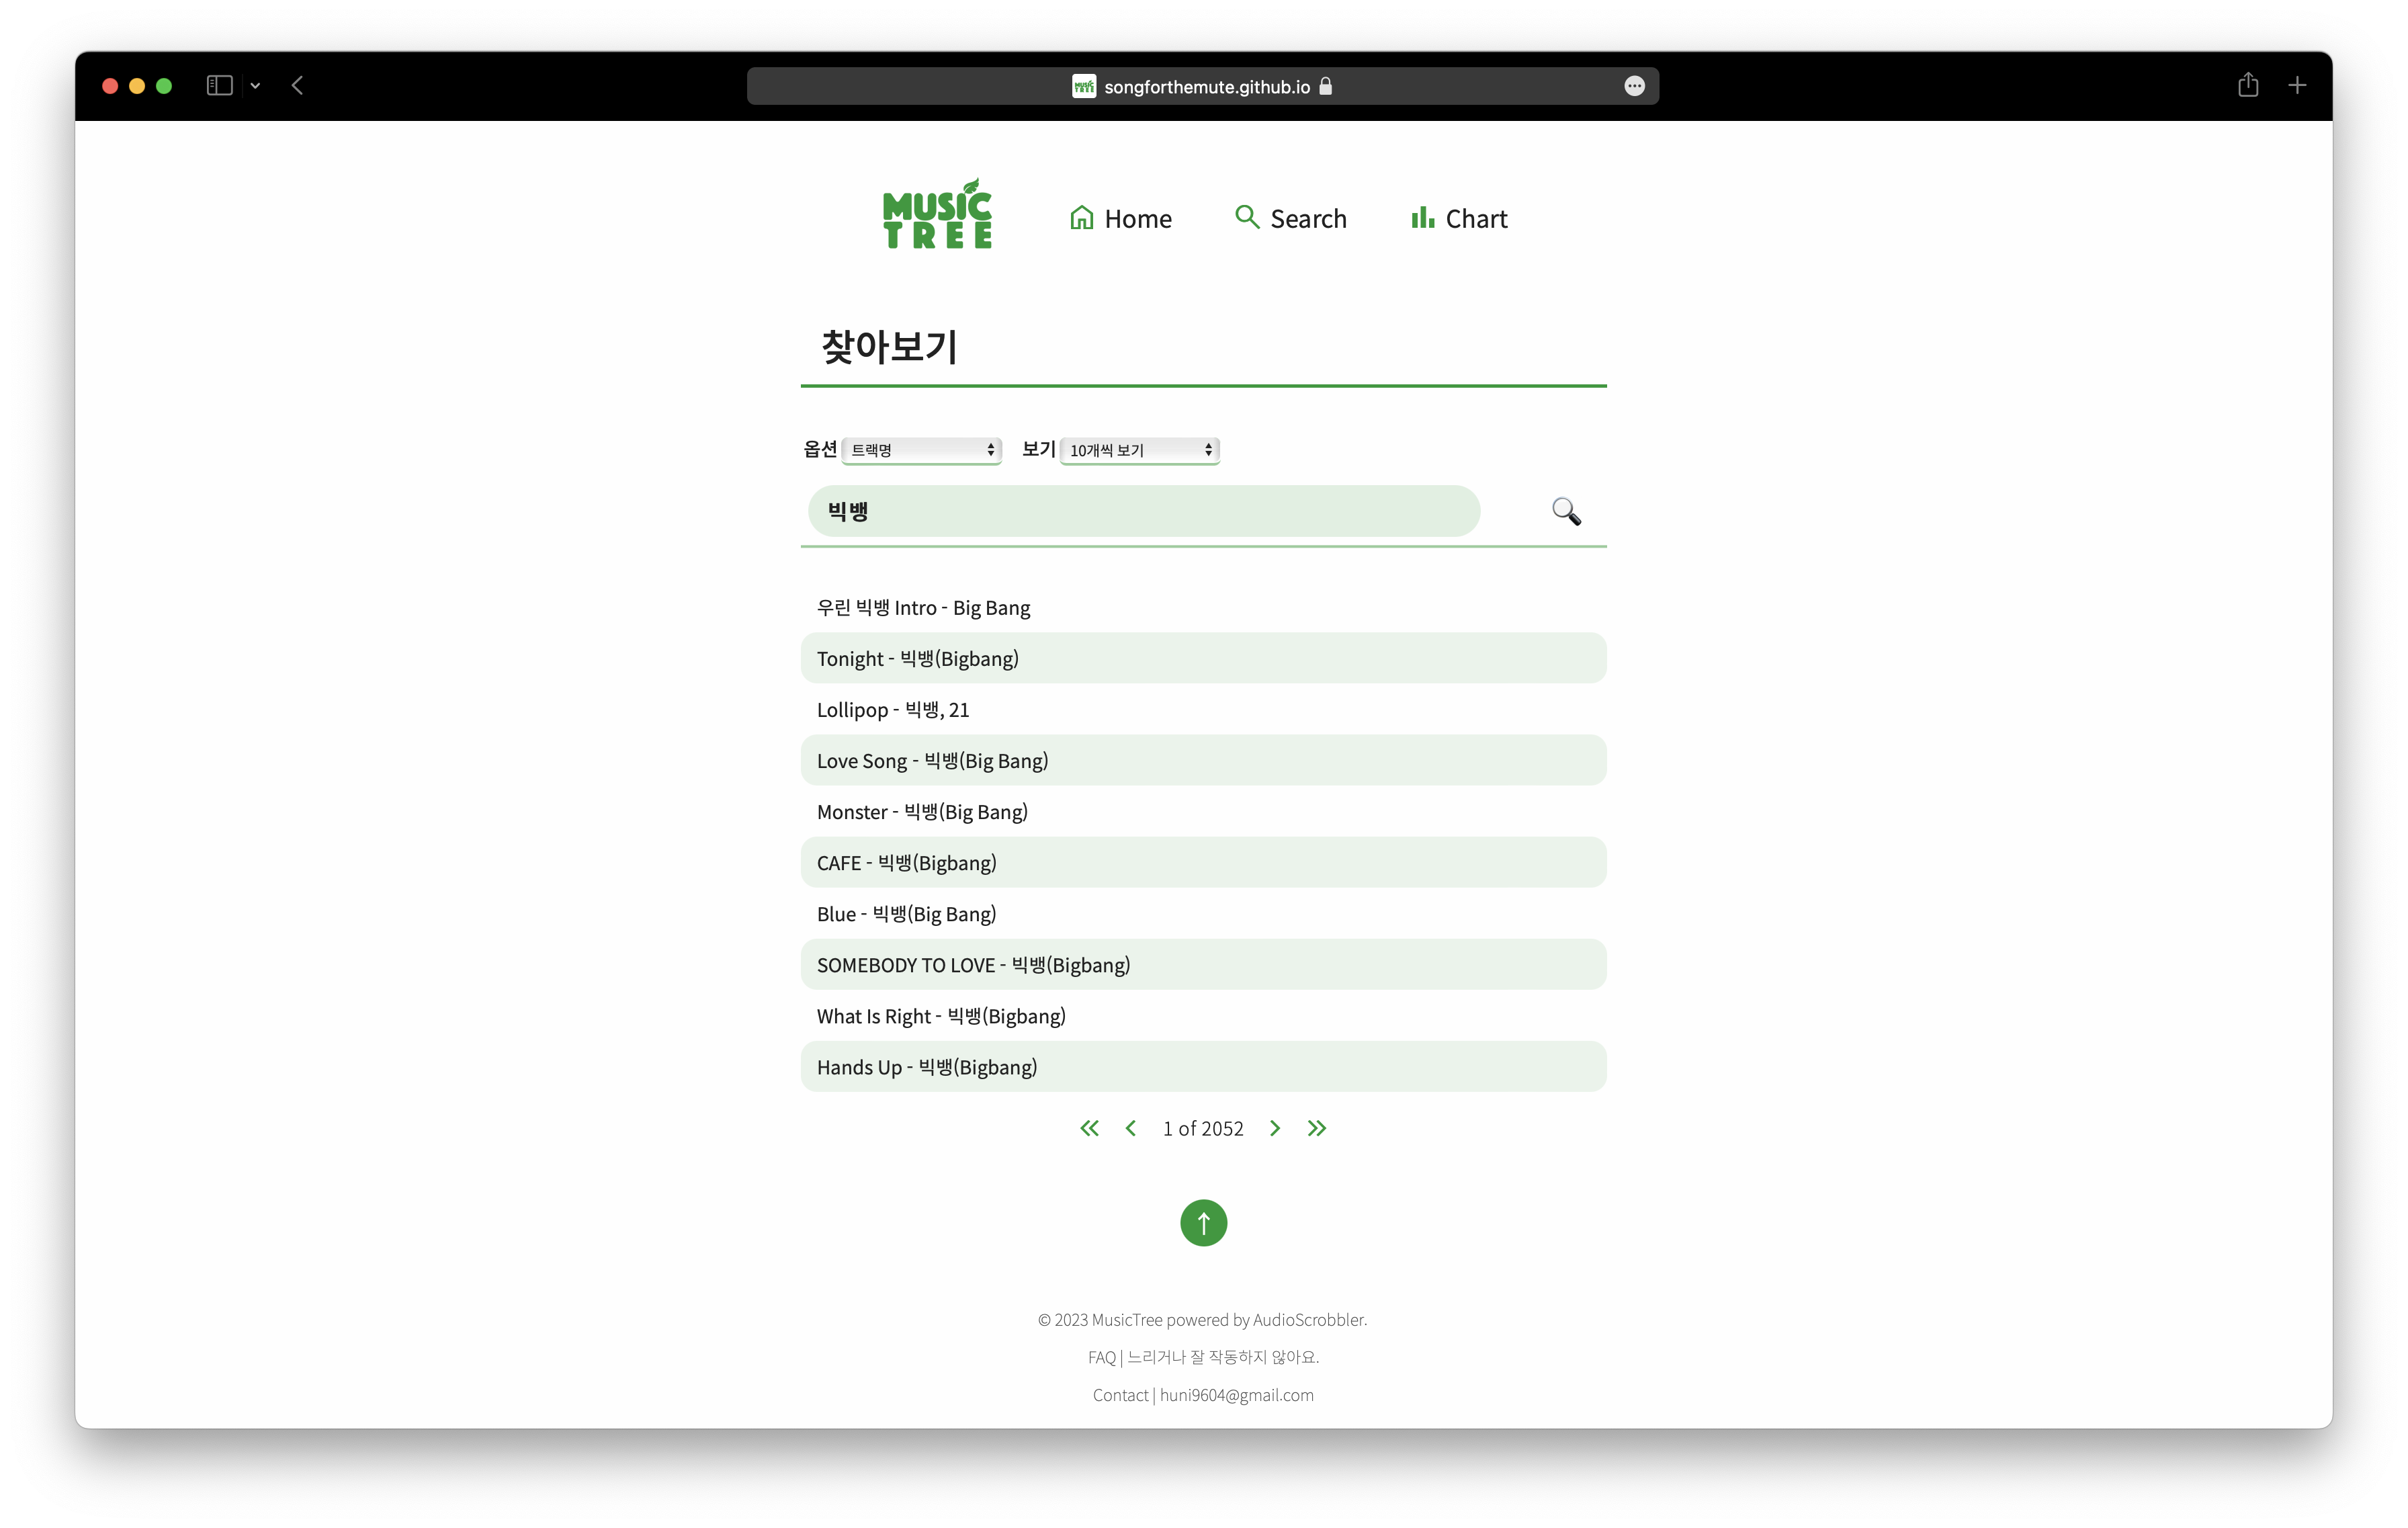 songforthemute.github.io
MUSIC
TREE
Home
Search
Chart
찾아보기
옵션 트랙명 보기 10개씩 보기
빅뱅
우린 빅뱅 Intro - Big Bang
Tonight - 빅뱅(Bigbang)
Lollipop - 빅뱅, 21
Love Song - 빅뱅(Big Bang)
Monster - 빅뱅(Big Bang)
CAFE - 빅뱅(Bigbang)
Blue - 빅뱅(Big Bang)
SOMEBODY TO LOVE - 빅뱅(Bigbang)
What Is Right - 빅뱅(Bigbang)
Hands Up - 빅뱅(Bigbang)
1 of 2052
© 2023 MusicTree powered by AudioScrobbler.
FAQ | 느리거나 잘 작동하지 않아요.
Contact | huni9604@gmail.com